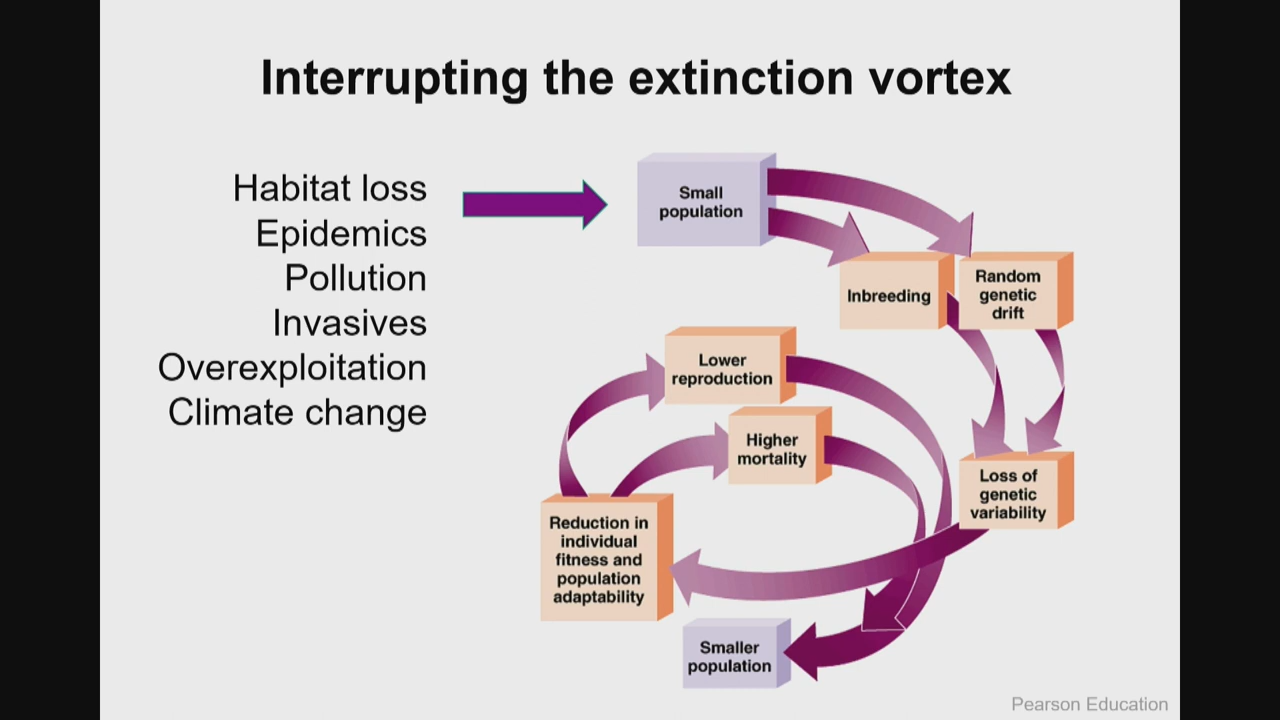 Interrupting the extinction vortex
Habitat loss
Epidemics
Pollution
Invasives
Overexploitation
Climate change
Small
population
Inbreeding
Random
genetic
drift
Lower
reproduction
Higher
mortality
Loss of
genetic
variability
Reduction in
individual
fitness and
population
adaptability
Smaller
population
Pearson Education